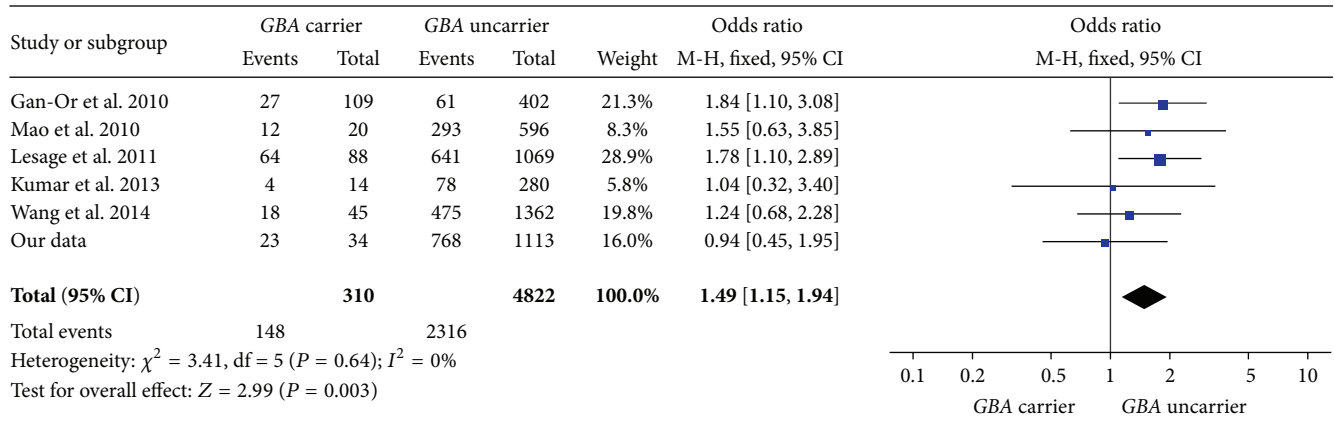 Study or subgroup GBA carrier GBA uncarrier Odds ratio Odds ratio
Events Total Events Total Weight M-H, fixed, 95% CI M-H, fixed, 95% CI
Gan-Or et al. 2010 27 109 61 402 21.3% 1.84 [1.10, 3.08]
Mao et al. 2010 12 20 293 596 8.3% 1.55 [0.63, 3.85]
Lesage et al. 2011 64 88 641 1069 28.9% 1.78 [1.10, 2.89]
Kumar et al. 2013 4 14 78 280 5.8% 1.04 [0.32, 3.40]
Wang et al. 2014 18 45 475 1362 19.8% 1.24 [0.68, 2.28]
Our data 23 34 768 1113 16.0% 0.94 [0.45, 1.95]
Total (95% CI) 310 4822 100.0% 1.49 [1.15, 1.94]
Total events 148 2316
Heterogeneity: χ² = 3.41, df = 5 (P = 0.64); I² = 0%
Test for overall effect: Z = 2.99 (P = 0.003)
0.1 0.2 0.5 1 2 5 10
GBA carrier GBA uncarrier